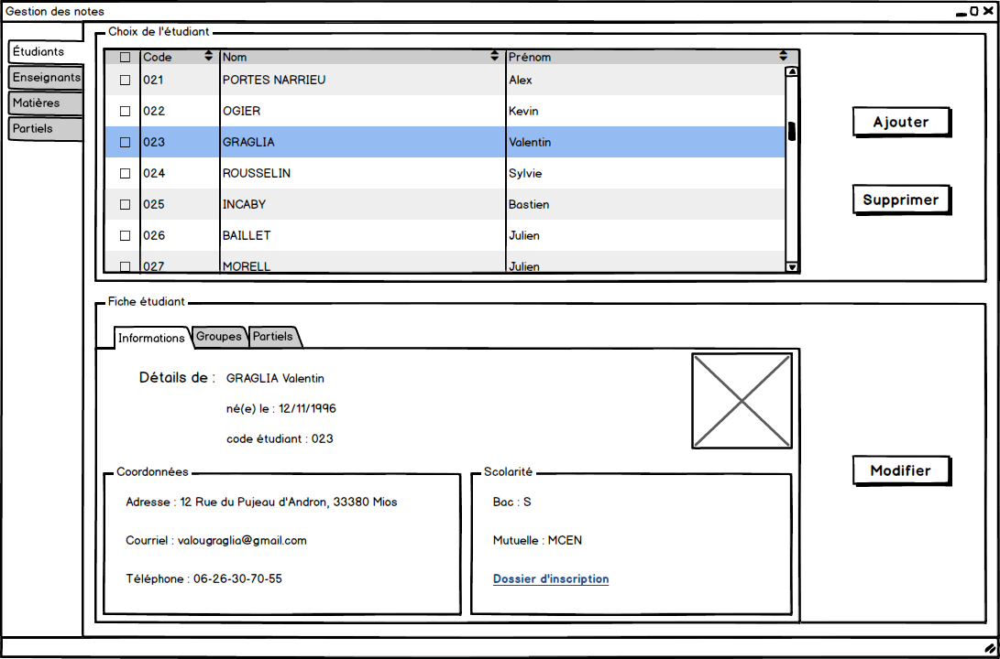 Gestion des notes
Étudiants
Enseignants
Matières
Partiels
Choix de l'étudiant
Code Nom Prénom
021 PORTES NARRIEU Alex
022 OGIER Kevin
023 GRAGLIA Valentin
024 ROUSSELIN Sylvie
025 INCABY Bastien
026 BAILLET Julien
027 MORELL Julien
Ajouter
Supprimer
Fiche étudiant
Informations Groupes Partiels
Détails de : GRAGLIA Valentin
né(e) le : 12/11/1996
code étudiant : 023
Coordonnées
Adresse : 12 Rue du Pujeau d'Andron, 33380 Mios
Courriel : valougraglia@gmail.com
Téléphone : 06-26-30-70-55
Scolarité
Bac : S
Mutuelle : MCEN
Dossier d'inscription
Modifier